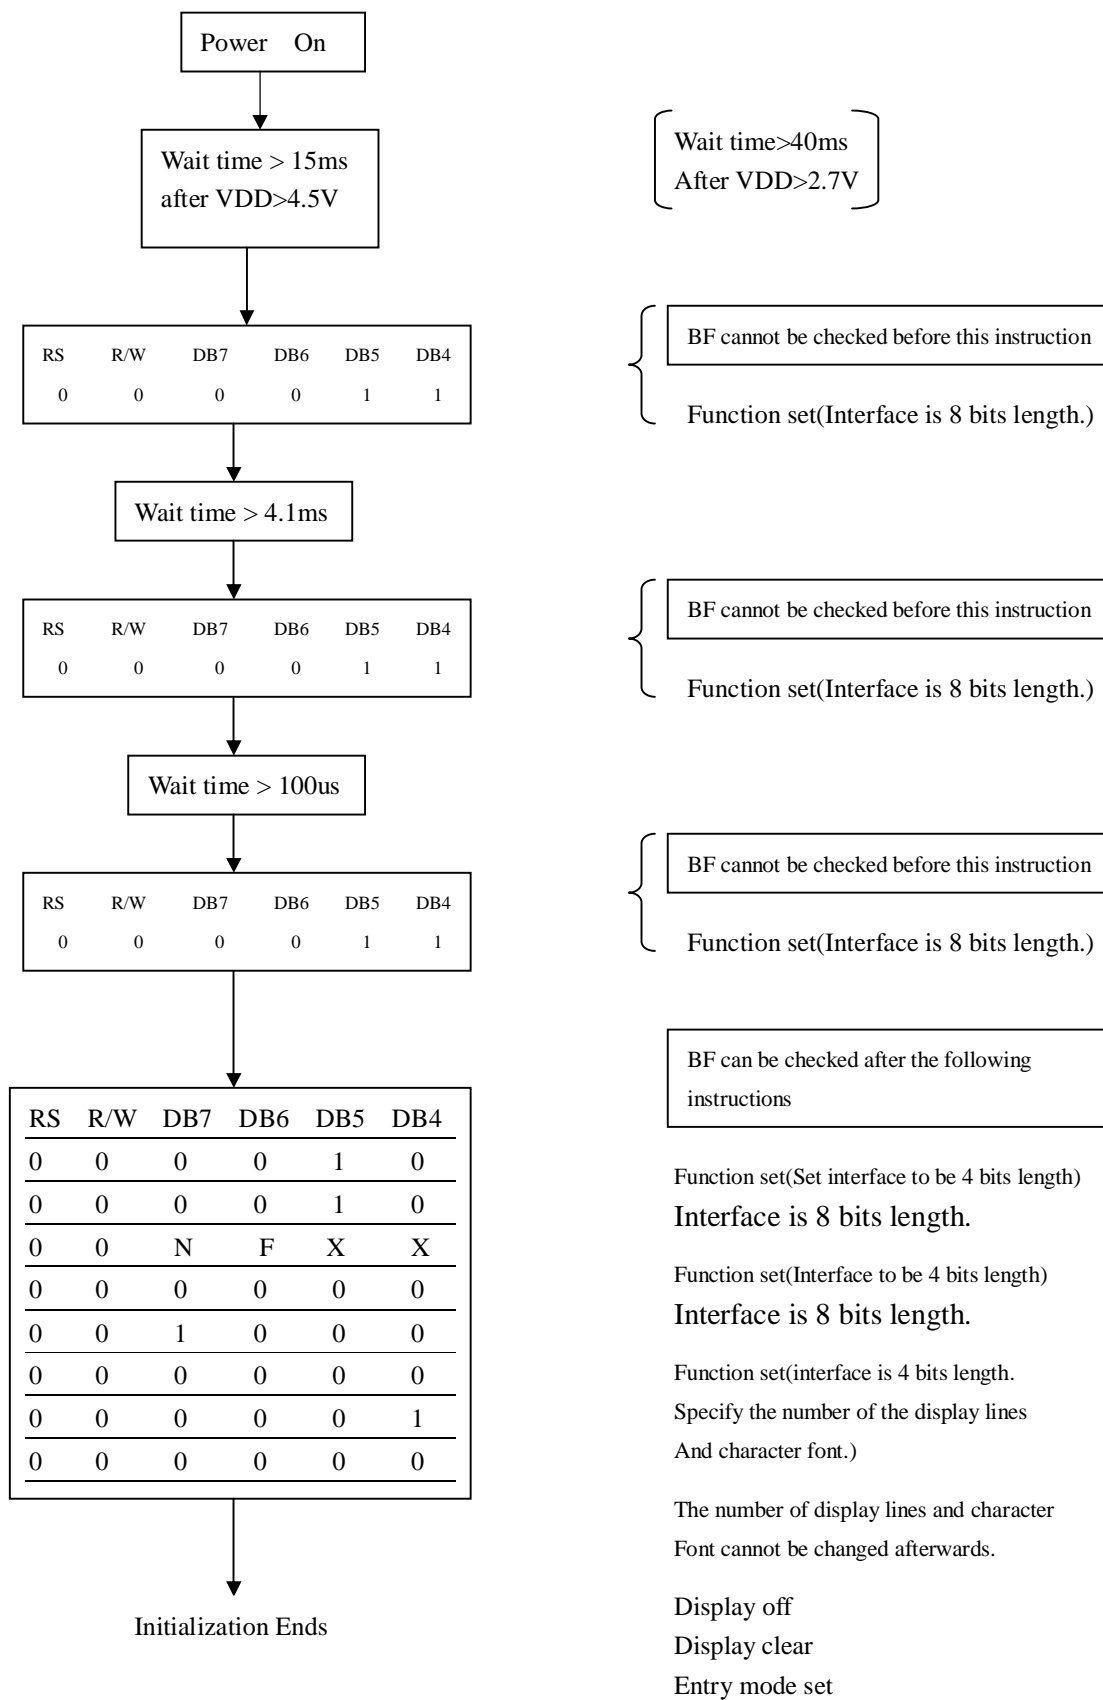 Power On
Wait time > 15ms
after VDD>4.5V
Wait time>40ms
After VDD>2.7V
RS R/W DB7 DB6 DB5 DB4
0 0 0 0 1 1
BF cannot be checked before this instruction
Function set(Interface is 8 bits length.)
Wait time > 4.1ms
RS R/W DB7 DB6 DB5 DB4
0 0 0 0 1 1
BF cannot be checked before this instruction
Function set(Interface is 8 bits length.)
Wait time > 100us
RS R/W DB7 DB6 DB5 DB4
0 0 0 0 1 1
BF cannot be checked before this instruction
Function set(Interface is 8 bits length.)
RS R/W DB7 DB6 DB5 DB4
0 0 0 0 1 0
0 0 0 0 1 0
0 0 N F X X
0 0 0 0 0 0
0 0 1 0 0 0
0 0 0 0 0 0
0 0 0 0 0 1
0 0 0 0 0 0
Initialization Ends
BF can be checked after the following
instructions
Function set(Set interface to be 4 bits length)
Interface is 8 bits length.
Function set(Interface to be 4 bits length)
Interface is 8 bits length.
Function set(interface is 4 bits length.
Specify the number of the display lines
And character font.)
The number of display lines and character
Font cannot be changed afterwards.
Display off
Display clear
Entry mode set